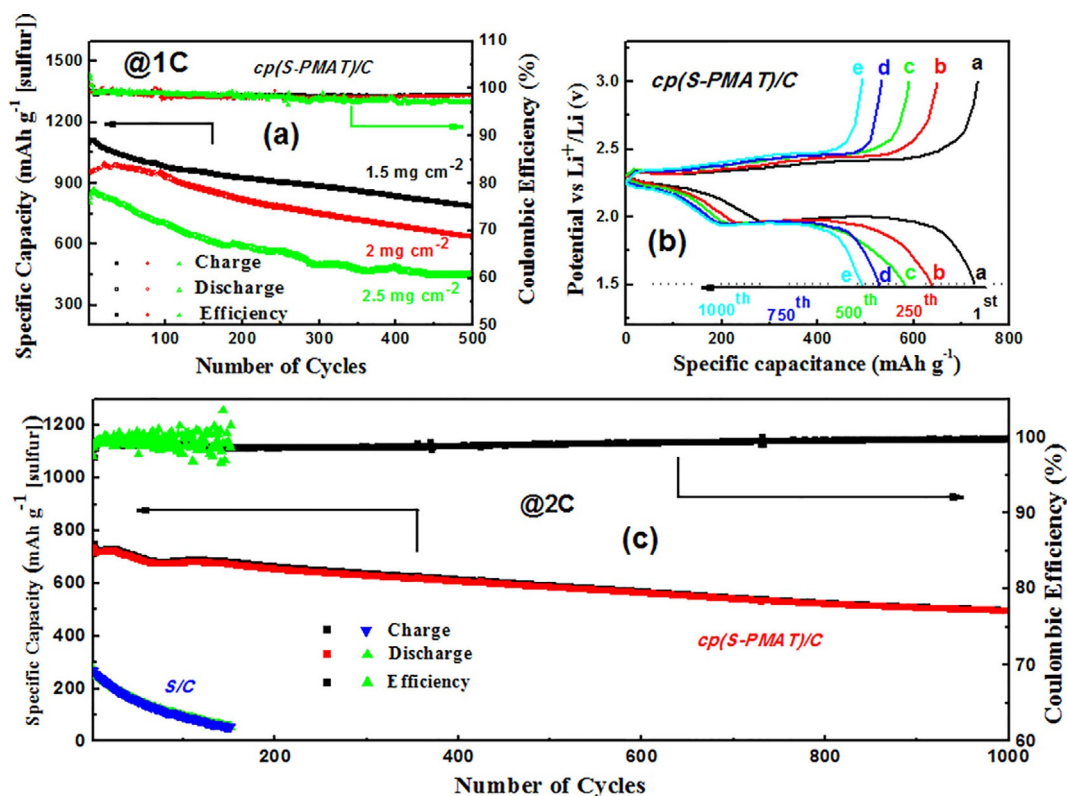 @1C
cp(S-PMAT)/C
(a)
1.5 mg cm-2
2 mg cm-2
2.5 mg cm-2
Charge
Discharge
Efficiency
Specific Capacity (mAh g-1 [sulfur])
1500
1200
900
600
300
110
100
90
80
70
60
50
Coulombic Efficiency (%)
0 100 200 300 400 500
Number of Cycles
cp(S-PMAT)/C
e d c b a
(b)
e d c b a
1000th 750th 500th 250th 1st
Potential vs Li+/Li (v)
3.0
2.5
2.0
1.5
0 200 400 600 800
Specific capacitance (mAh g-1)
@2C
(c)
cp(S-PMAT)/C
S/C
Charge
Discharge
Efficiency
Specific Capacity (mAh g-1 [sulfur])
1200
1000
800
600
400
200
0
100
90
80
70
60
Coulombic Efficiency (%)
200 400 600 800 1000
Number of Cycles